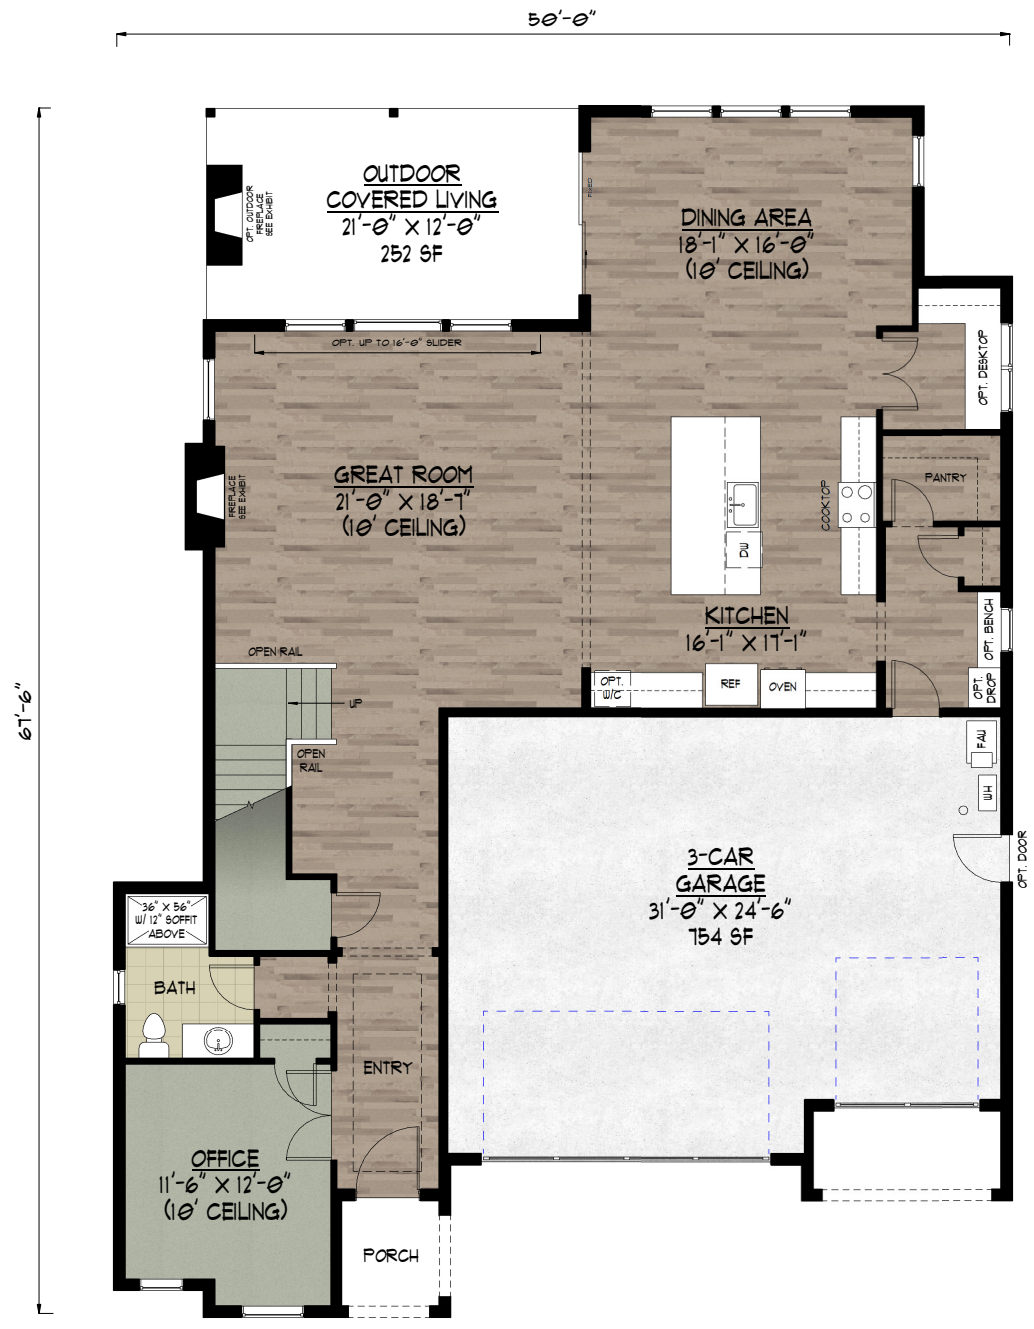 50'-0"
67'-6"
OUTDOOR
COVERED LIVING
21'-0" X 12'-0"
252 SF
OPT. OUTDOOR
FIREPLACE
SEE EXHIBIT
FIXED
DINING AREA
18'-1" X 16'-0"
(10' CEILING)
OPT. UP TO 16'-0" SLIDER
OPT. DESKTOP
GREAT ROOM
21'-0" X 18'-7"
(10' CEILING)
FIREPLACE
SEE EXHIBIT
COOKTOP
PANTRY
DW
KITCHEN
16'-1" X 17'-1"
OPT. BENCH
OPT.
DROP
OPEN RAIL
UP
OPEN
RAIL
OPT.
W/C
REF
OVEN
FAU
WH
OPT. DOOR
3-CAR
GARAGE
31'-0" X 24'-6"
754 SF
36" X 56"
W/ 12" SOFFIT
ABOVE
BATH
ENTRY
OFFICE
11'-6" X 12'-0"
(10' CEILING)
PORCH